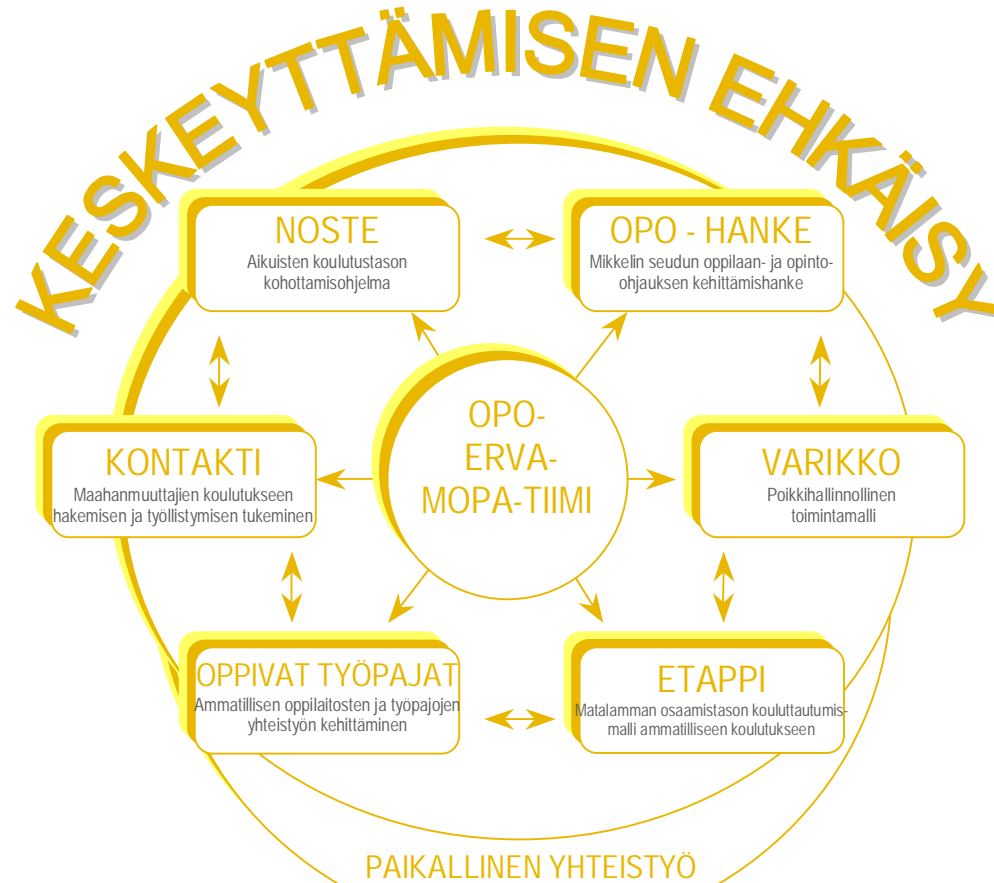 KESKEYTTÄMISEN EHKÄISY
NOSTE
Aikuisten koulutustason
kohottamisohjelma
OPO - HANKE
Mikkelin seudun oppilaan- ja opinto-
ohjauksen kehittämishanke
KONTAKTI
Maahanmuuttajien koulutukseen
hakemisen ja työllistymisen tukeminen
OPO-
ERVA-
MOPA-TIIMI
VARIKKO
Poikkihallinnollinen
toimintamalli
OPPIVAT TYÖPAJAT
Ammatillisen oppilaitosten ja työpajojen
yhteistyön kehittäminen
ETAPPI
Matalamman osaamistason kouluttautumis-
malli ammatilliseen koulutukseen
PAIKALLINEN YHTEISTYÖ